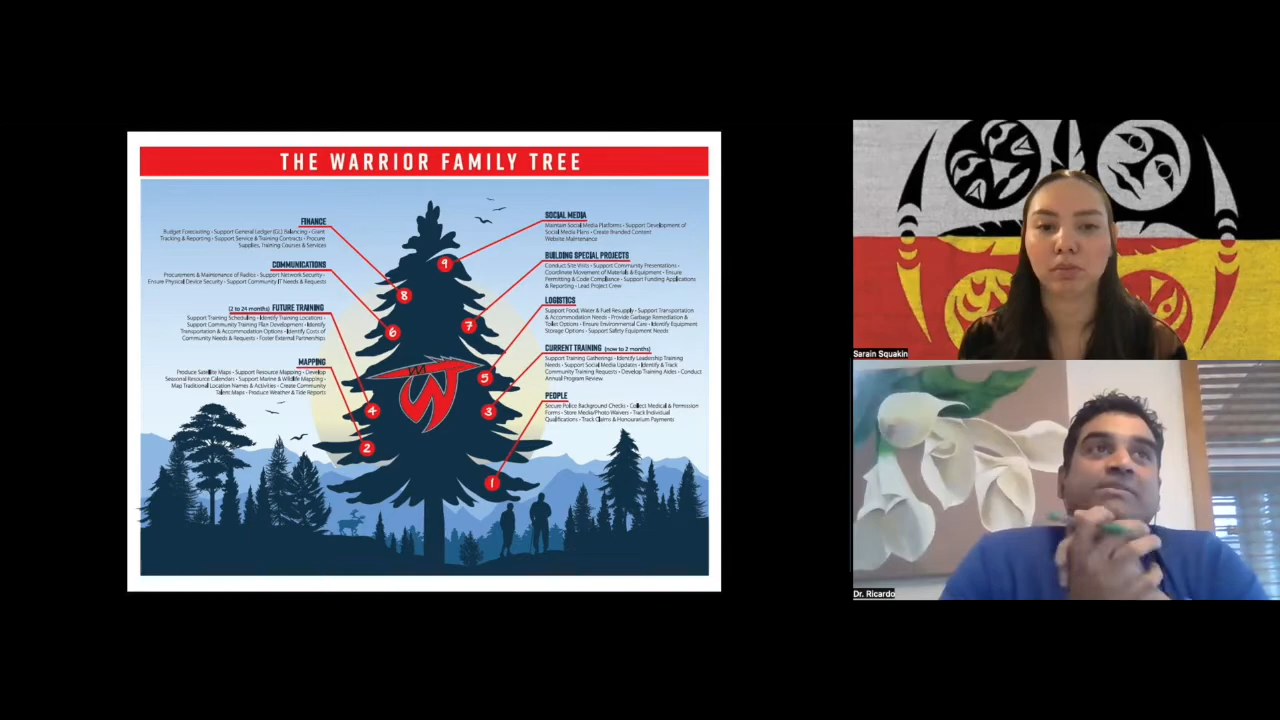 THE WARRIOR FAMILY TREE
FINANCE
Budget Forecasting • Support General Ledger (GL) Balancing • Grant
Tracking & Reporting • Support Service & Training Contracts • Procure
Supplies, Training Courses & Services
COMMUNICATIONS
Procurement & Maintenance of Radios • Support Network Security •
Ensure Physical Device Security • Support Community IT Needs & Requests
(2 to 24 months) FUTURE TRAINING
Support Training Scheduling • Identify Training Locations •
Support Community Training Plan Development • Identify
Transportation & Accommodation Options • Identify Costs of
Community Needs & Requests • Foster External Partnerships
MAPPING
Produce Satellite Maps • Support Resource Mapping • Develop
Seasonal Resource Calendars • Support Marine & Wildlife Mapping •
Map Traditional Location Names & Activities • Create Community
Talent Maps • Produce Weather & Tide Reports
SOCIAL MEDIA
Maintain Social Media Platforms • Support Development of
Social Media Plans • Create Branded Content
Website Maintenance
BUILDING SPECIAL PROJECTS
Conduct Site Visits • Support Community Presentations •
Coordinate Movement of Materials & Equipment • Ensure
Permitting & Code Compliance • Support Funding Applications
& Reporting • Lead Project Crew
LOGISTICS
Support Food, Water & Fuel Resupply • Support Transportation
& Accommodation Needs • Provide Garbage Remediation &
Toilet Options • Ensure Environmental Care • Identify Equipment
Storage Options • Support Safety Equipment Needs
CURRENT TRAINING (now to 2 months)
Support Training Gatherings • Identify Leadership Training
Needs • Support Social Media Updates • Identify & Track
Community Training Requests • Develop Training Aides • Conduct
Annual Program Review
PEOPLE
Secure Police Background Checks • Collect Medical & Permission
Forms • Store Media/Photo Waivers • Track Individual
Qualifications • Track Claims & Honourarium Payments
9
8
6
7
5
4
3
2
1
W
Sarain Squakin
Dr. Ricardo